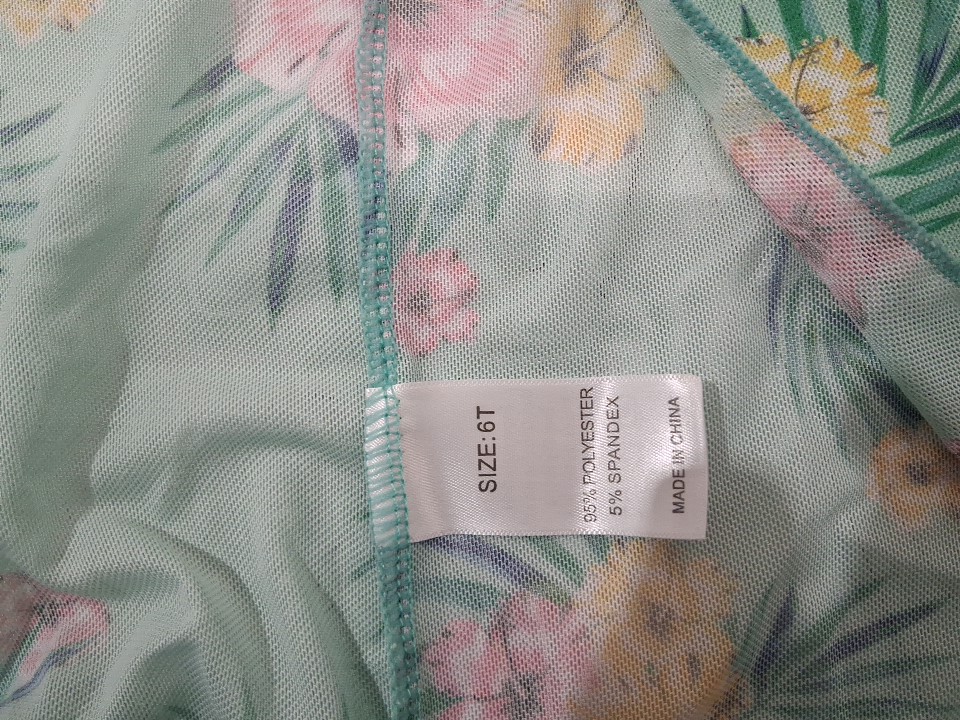 SIZE: 6T
95% POLYESTER
5% SPANDEX
MADE IN CHINA